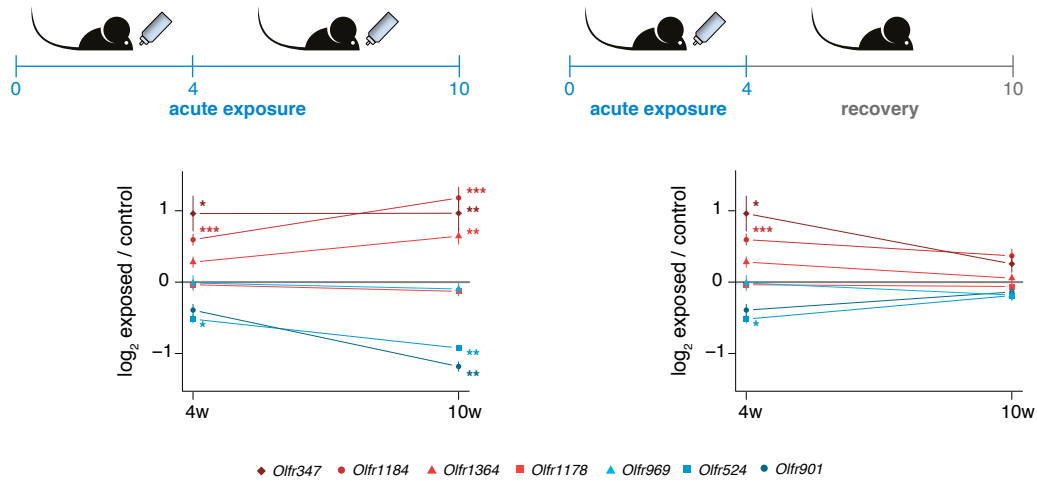 0 4 10
acute exposure
0 4 10
acute exposure recovery
log2 exposed / control
1
0
−1
*
***
***
**
**
*
**
**
4w 10w
log2 exposed / control
1
0
−1
*
***
*
4w 10w
Olfr347 Olfr1184 Olfr1364 Olfr1178 Olfr969 Olfr524 Olfr901